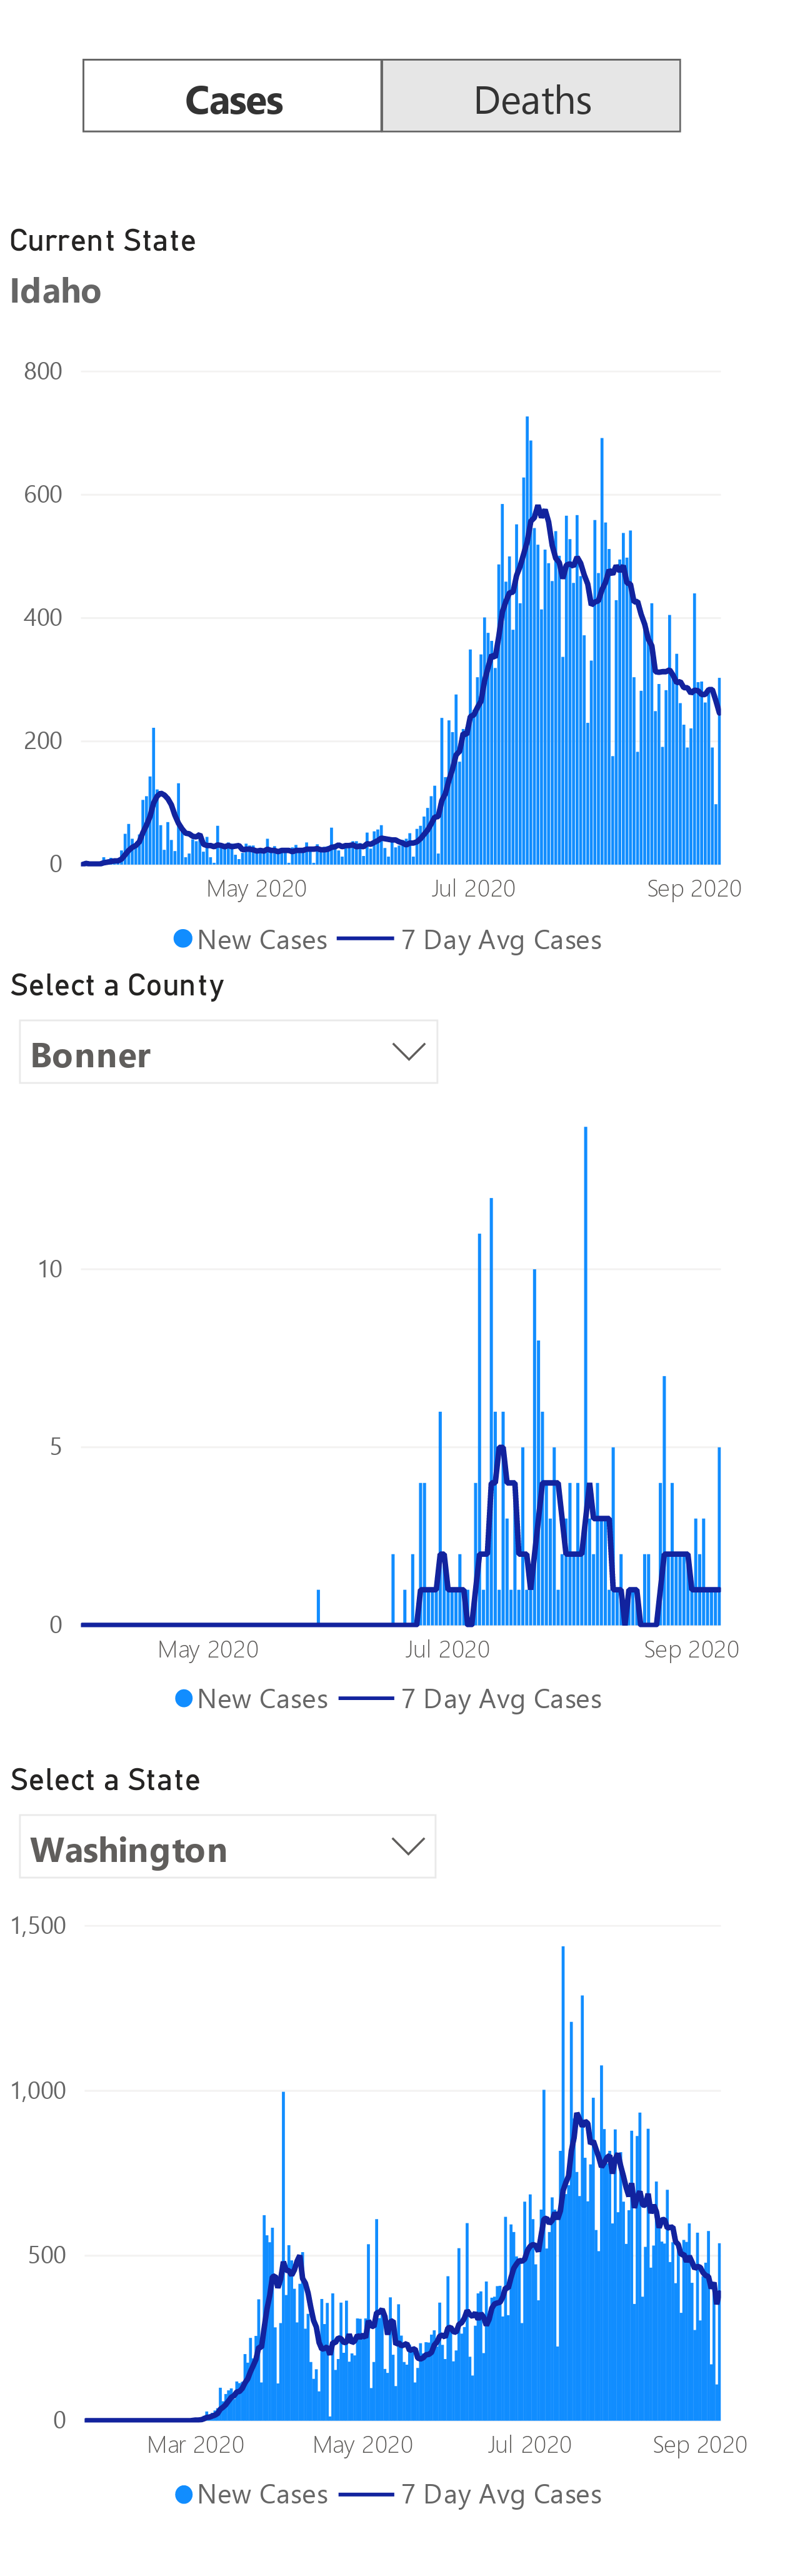 Cases Deaths
Current State
Idaho
800
600
400
200
0
May 2020 Jul 2020 Sep 2020
New Cases 7 Day Avg Cases
Select a County
Bonner
10
5
0
May 2020 Jul 2020 Sep 2020
New Cases 7 Day Avg Cases
Select a State
Washington
1,500
1,000
500
0
Mar 2020 May 2020 Jul 2020 Sep 2020
New Cases 7 Day Avg Cases